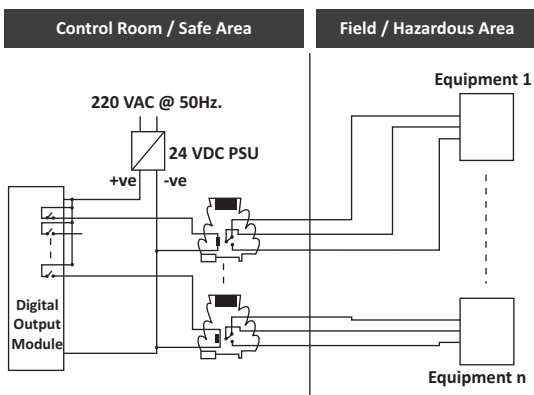 Control Room / Safe Area
Field / Hazardous Area
Equipment 1
220 VAC @ 50Hz.
24 VDC PSU
+ve
-ve
Digital
Output
Module
Equipment n